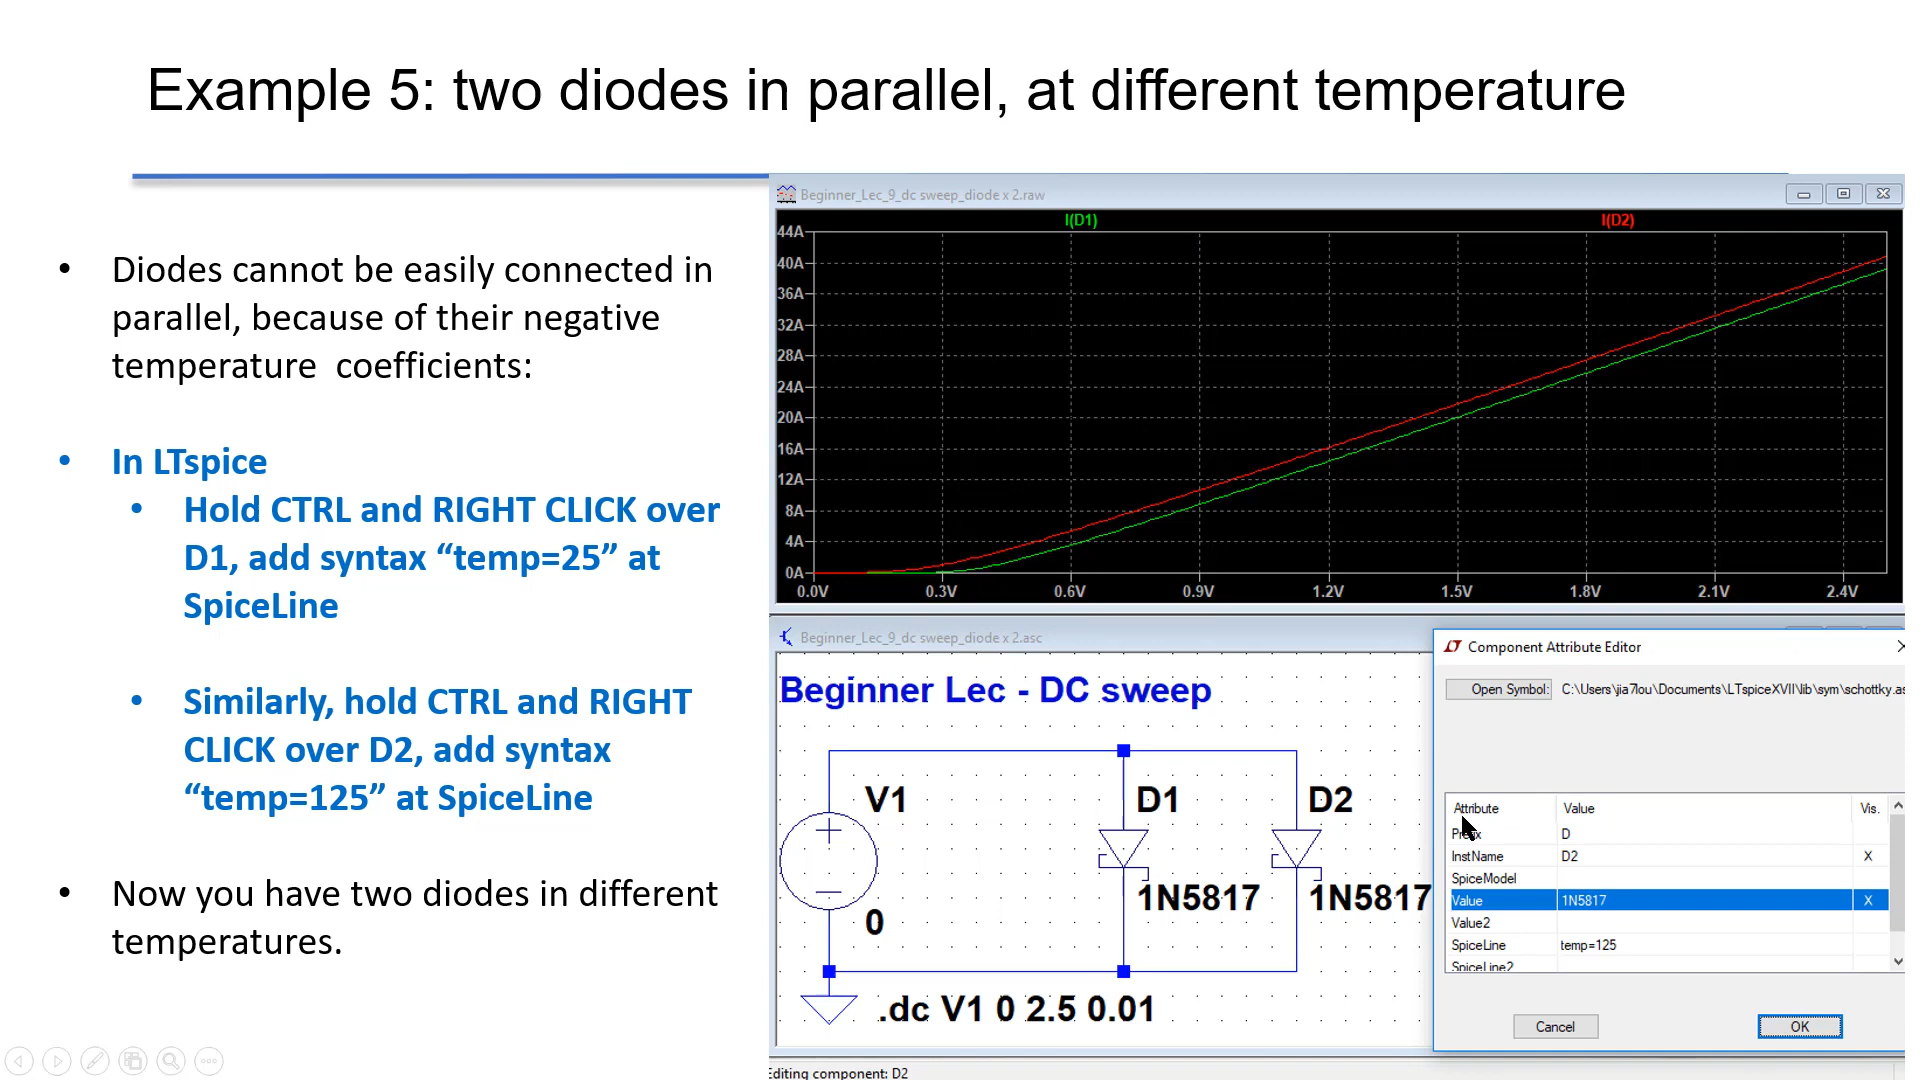 Example 5: two diodes in parallel, at different temperature
• Diodes cannot be easily connected in
parallel, because of their negative
temperature  coefficients:
• In LTspice
• Hold CTRL and RIGHT CLICK over
D1, add syntax “temp=25” at
SpiceLine
• Similarly, hold CTRL and RIGHT
CLICK over D2, add syntax
“temp=125” at SpiceLine
• Now you have two diodes in different
temperatures.
Beginner_Lec_9_dc sweep_diode x 2.raw
I(D1) I(D2)
44A
40A
36A
32A
28A
24A
20A
16A
12A
8A
4A
0A
0.0V 0.3V 0.6V 0.9V 1.2V 1.5V 1.8V 2.1V 2.4V
Beginner_Lec_9_dc sweep_diode x 2.asc
Beginner Lec - DC sweep
V1 D1 D2
1N5817 1N5817
0
.dc V1 0 2.5 0.01
Component Attribute Editor
Open Symbol: C:\Users\jia7lou\Documents\LTspiceXVII\lib\sym\schottky.as
Attribute Value Vis.
Prefix D
InstName D2 X
SpiceModel
Value 1N5817 X
Value2
SpiceLine temp=125
SpiceLine2
Cancel OK
Editing component: D2